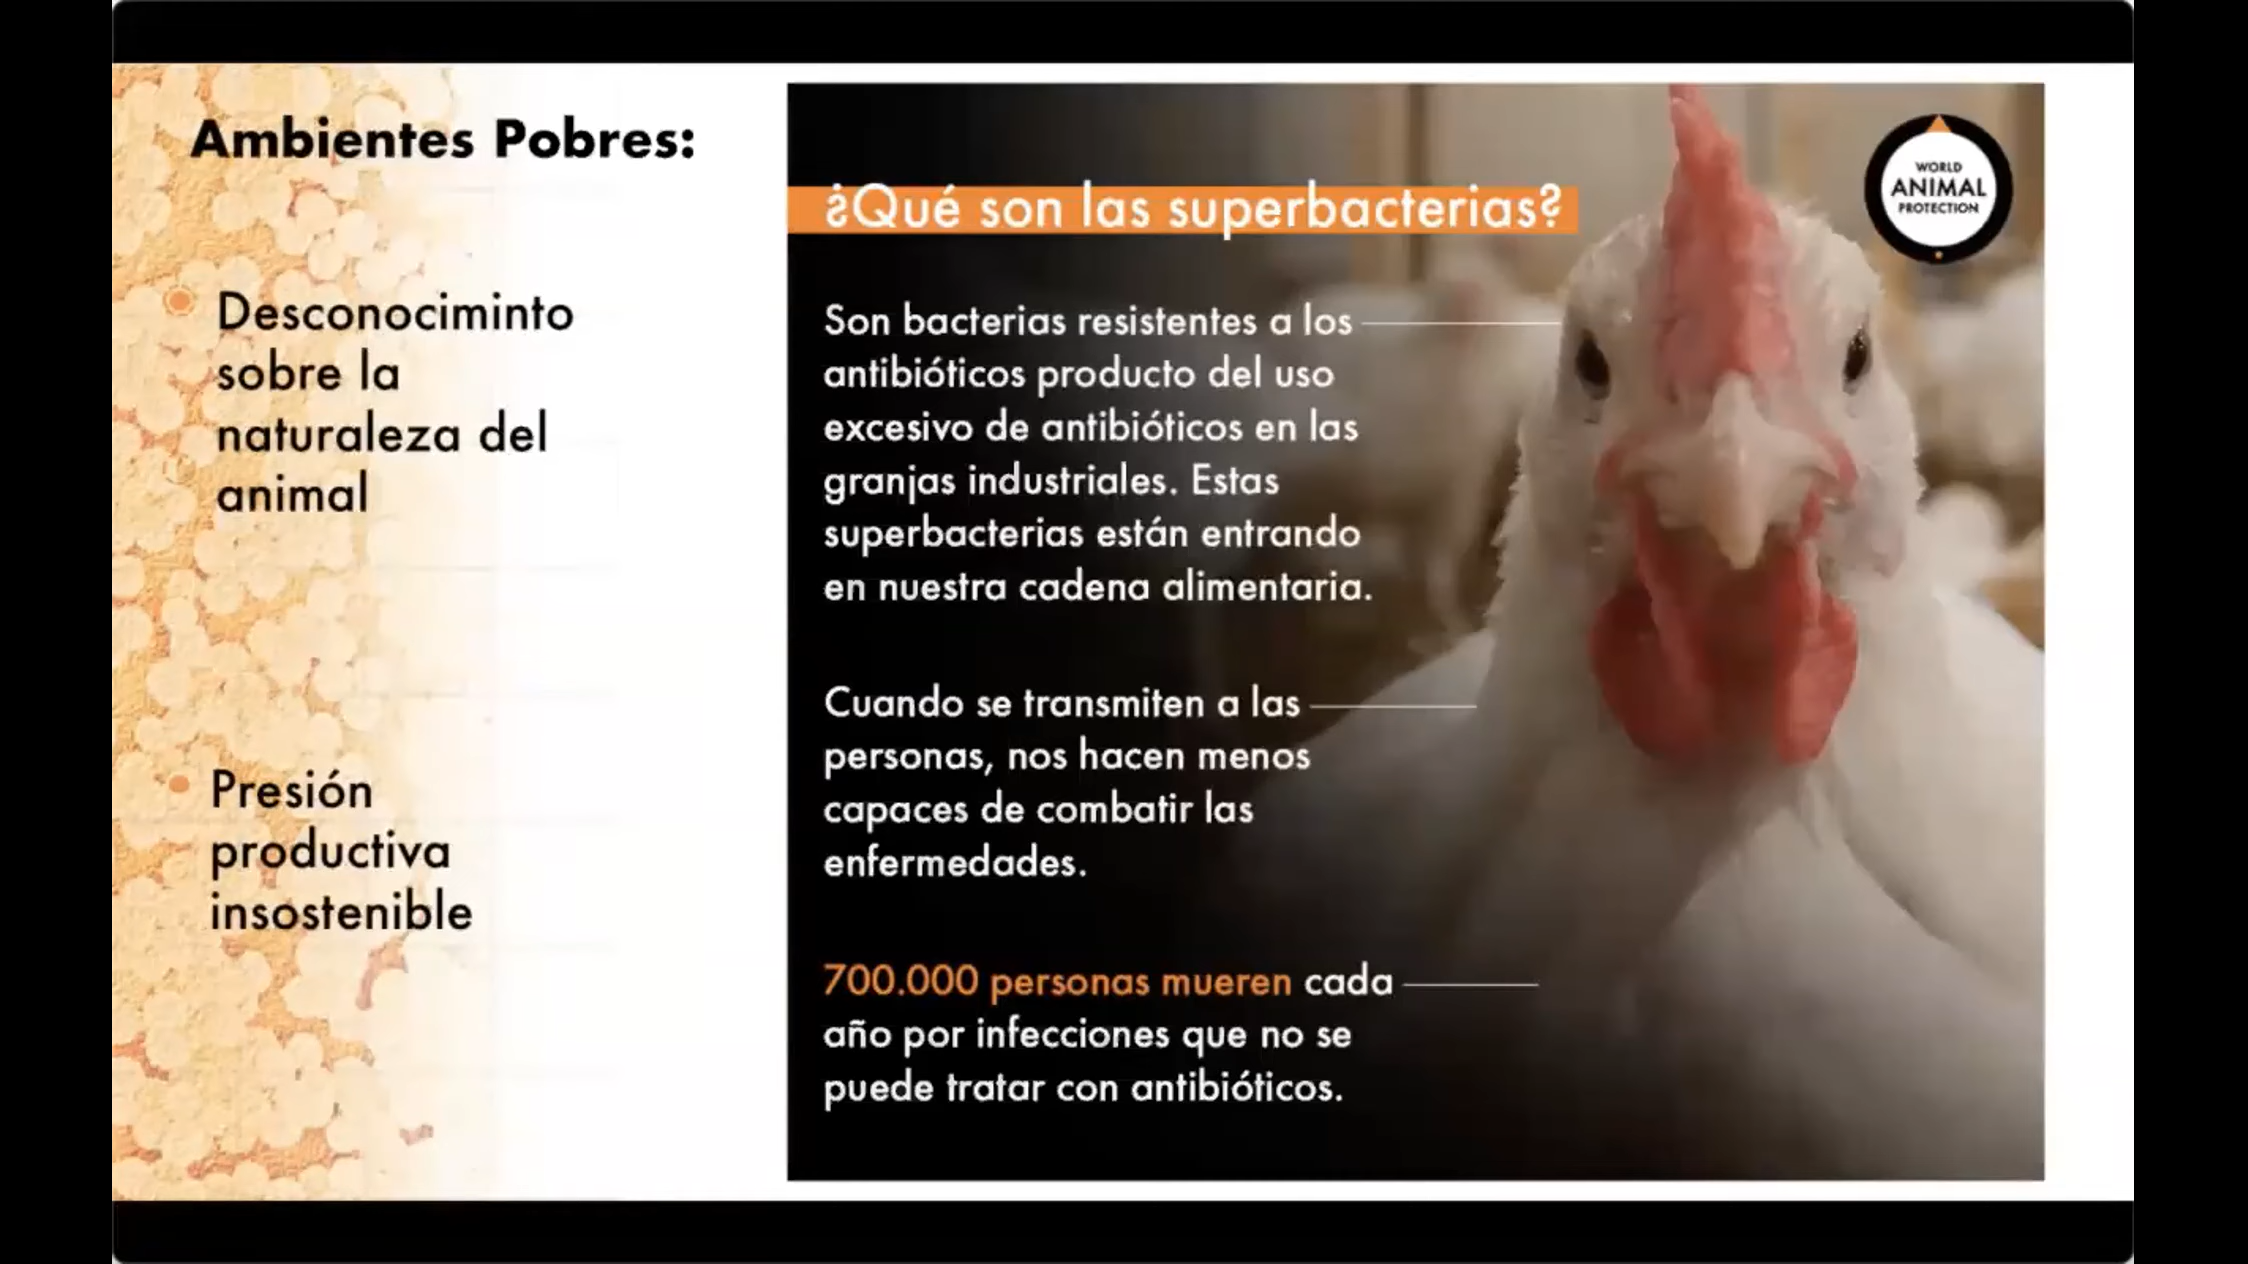 Ambientes Pobres:
Desconociminto
sobre la
naturaleza del
animal
Presión
productiva
insostenible
¿Qué son las superbacterias?
WORLD
ANIMAL
PROTECTION
Son bacterias resistentes a los
antibióticos producto del uso
excesivo de antibióticos en las
granjas industriales. Estas
superbacterias están entrando
en nuestra cadena alimentaria.
Cuando se transmiten a las
personas, nos hacen menos
capaces de combatir las
enfermedades.
700.000 personas mueren cada
año por infecciones que no se
puede tratar con antibióticos.